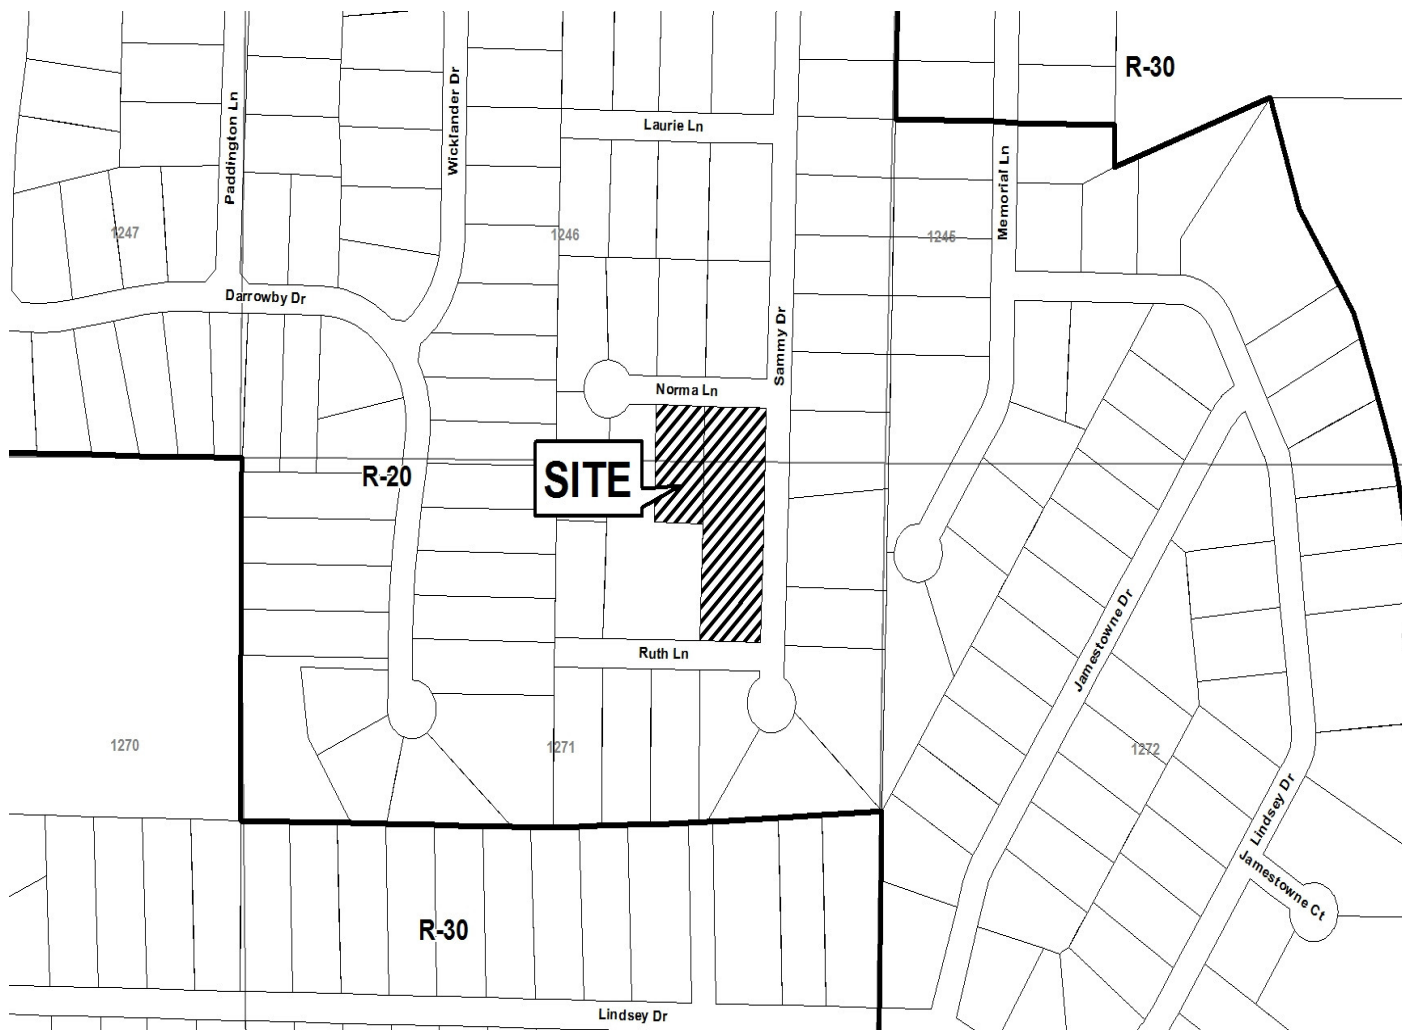 R-30
Paddington Ln
Wicklander Dr
Laurie Ln
Memorial Ln
1247
1246
1245
Darrowby Dr
Sammy Dr
Norma Ln
R-20
SITE
Jamestowne Dr
Ruth Ln
1270
1271
1272
Lindsey Dr
Jamestowne Ct
R-30
Lindsey Dr